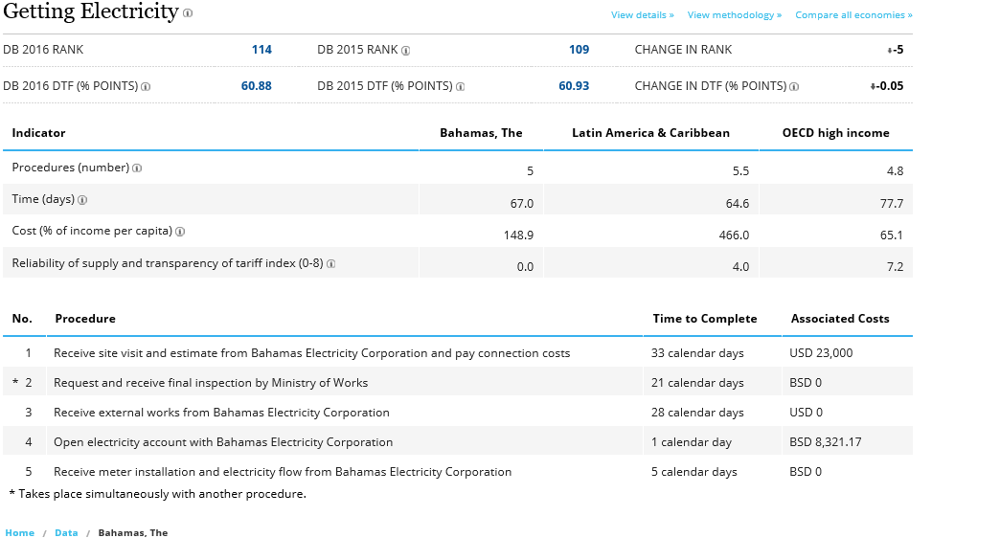 Getting Electricity
View details » View methodology » Compare all economies »
DB 2016 RANK 114 DB 2015 RANK 109 CHANGE IN RANK -5
DB 2016 DTF (% POINTS) 60.88 DB 2015 DTF (% POINTS) 60.93 CHANGE IN DTF (% POINTS) -0.05
Indicator Bahamas, The Latin America & Caribbean OECD high income
Procedures (number) 5 5.5 4.8
Time (days) 67.0 64.6 77.7
Cost (% of income per capita) 148.9 466.0 65.1
Reliability of supply and transparency of tariff index (0-8) 0.0 4.0 7.2
No. Procedure Time to Complete Associated Costs
1 Receive site visit and estimate from Bahamas Electricity Corporation and pay connection costs 33 calendar days USD 23,000
* 2 Request and receive final inspection by Ministry of Works 21 calendar days BSD 0
3 Receive external works from Bahamas Electricity Corporation 28 calendar days USD 0
4 Open electricity account with Bahamas Electricity Corporation 1 calendar day BSD 8,321.17
5 Receive meter installation and electricity flow from Bahamas Electricity Corporation 5 calendar days BSD 0
* Takes place simultaneously with another procedure.
Home / Data / Bahamas, The